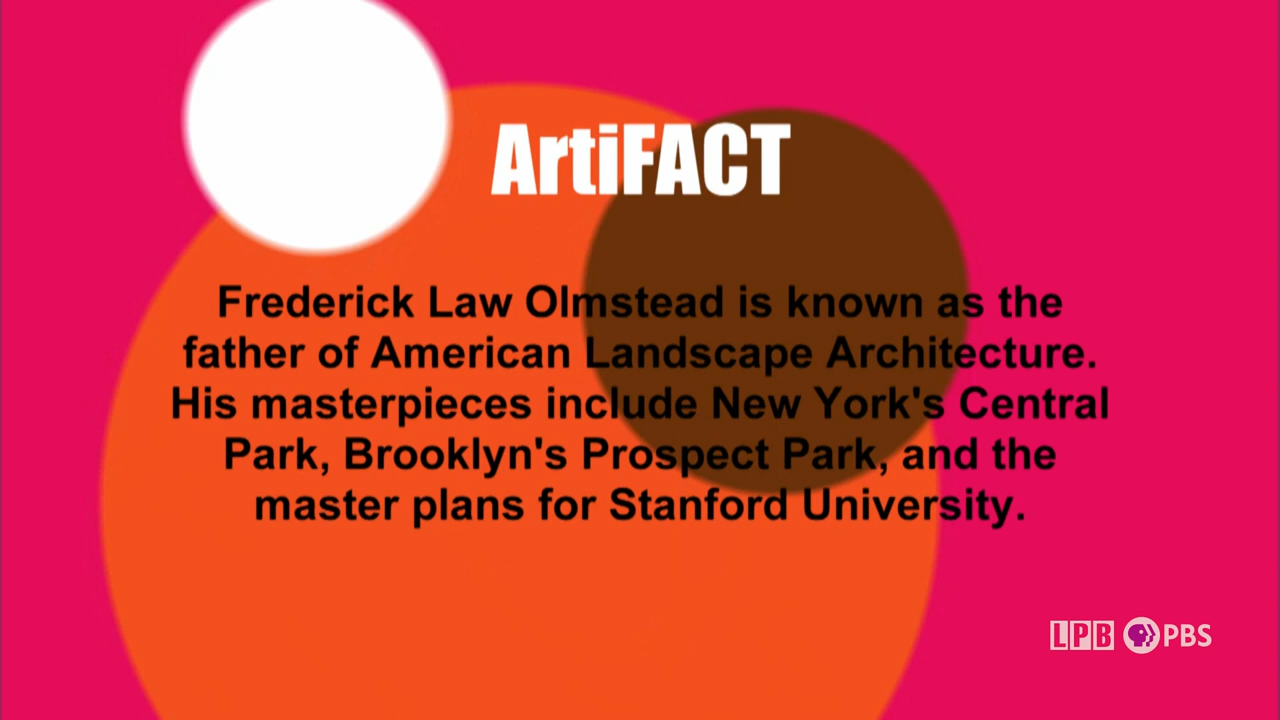 ArtiFACT
Frederick Law Olmstead is known as the
father of American Landscape Architecture.
His masterpieces include New York's Central
Park, Brooklyn's Prospect Park, and the
master plans for Stanford University.
LPB PBS